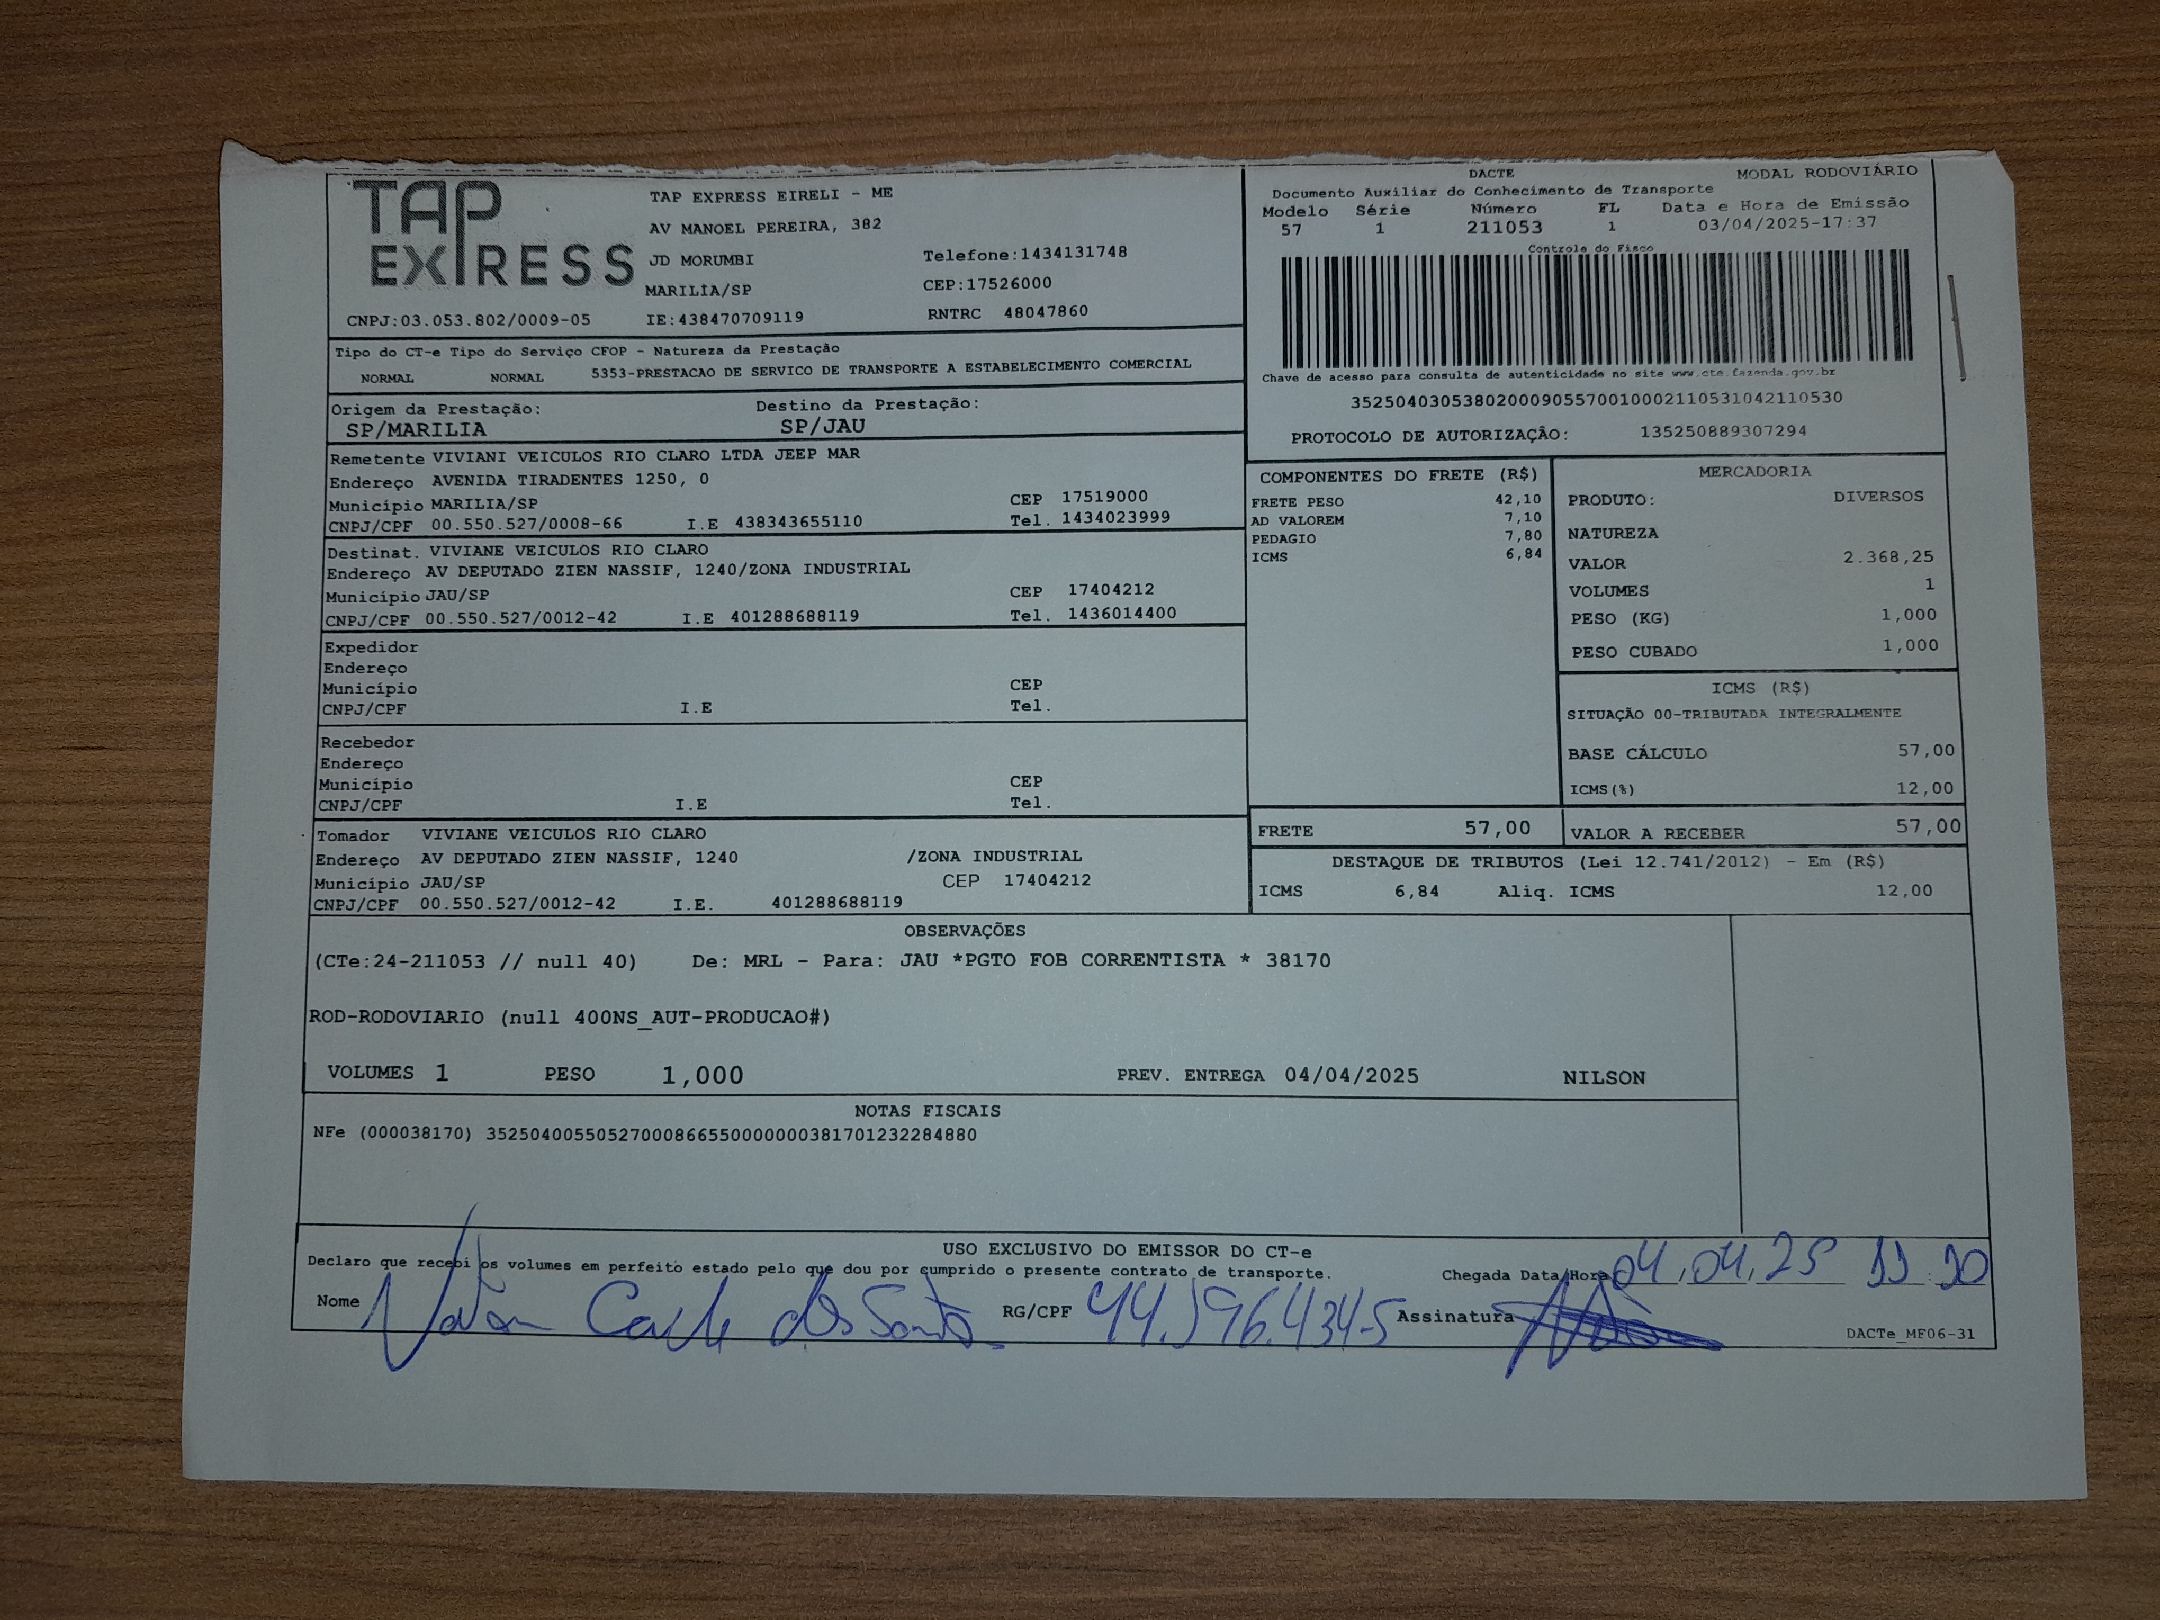 TAP EXPRESS
TAP EXPRESS EIRELI - ME
AV MANOEL PEREIRA, 382
JD MORUMBI Telefone:1434131748
MARILIA/SP CEP:17526000
CNPJ:03.053.802/0009-05 IE:438470709119 RNTRC 48047860
DACTE MODAL RODOVIÁRIO
Documento Auxiliar do Conhecimento de Transporte
Modelo Série Número FL Data e Hora de Emissão
57 1 211053 1 03/04/2025-17:37
Controle do Fisco
Chave de acesso para consulta de autenticidade no site www.cte.fazenda.gov.br
35250403053802000905570010002110531042110530
PROTOCOLO DE AUTORIZAÇÃO: 135250889307294
Tipo do CT-e Tipo do Serviço CFOP - Natureza da Prestação
NORMAL NORMAL 5353-PRESTACAO DE SERVICO DE TRANSPORTE A ESTABELECIMENTO COMERCIAL
Origem da Prestação: Destino da Prestação:
SP/MARILIA SP/JAU
Remetente VIVIANI VEICULOS RIO CLARO LTDA JEEP MAR
Endereço AVENIDA TIRADENTES 1250, 0
Município MARILIA/SP CEP 17519000
CNPJ/CPF 00.550.527/0008-66 I.E 438343655110 Tel. 1434023999
Destinat. VIVIANE VEICULOS RIO CLARO
Endereço AV DEPUTADO ZIEN NASSIF, 1240/ZONA INDUSTRIAL
Município JAU/SP CEP 17404212
CNPJ/CPF 00.550.527/0012-42 I.E 401288688119 Tel. 1436014400
Expedidor
Endereço
Município CEP
CNPJ/CPF I.E Tel.
Recebedor
Endereço
Município CEP
CNPJ/CPF I.E Tel.
Tomador VIVIANE VEICULOS RIO CLARO
Endereço AV DEPUTADO ZIEN NASSIF, 1240 /ZONA INDUSTRIAL
Município JAU/SP CEP 17404212
CNPJ/CPF 00.550.527/0012-42 I.E. 401288688119
COMPONENTES DO FRETE (R$)
FRETE PESO 42,10
AD VALOREM 7,10
PEDAGIO 7,80
ICMS 6,84
MERCADORIA
PRODUTO: DIVERSOS
NATUREZA
VALOR 2.368,25
VOLUMES 1
PESO (KG) 1,000
PESO CUBADO 1,000
ICMS (R$)
SITUAÇÃO 00-TRIBUTADA INTEGRALMENTE
BASE CÁLCULO 57,00
ICMS(%) 12,00
FRETE 57,00 VALOR A RECEBER 57,00
DESTAQUE DE TRIBUTOS (Lei 12.741/2012) - Em (R$)
ICMS 6,84 Aliq. ICMS 12,00
OBSERVAÇÕES
(CTe:24-211053 // null 40) De: MRL - Para: JAU *PGTO FOB CORRENTISTA * 38170
ROD-RODOVIARIO (null 400NS_AUT-PRODUCAO#)
VOLUMES 1 PESO 1,000 PREV. ENTREGA 04/04/2025 NILSON
NOTAS FISCAIS
NFe (000038170) 35250400550527000866550000000381701232284880
USO EXCLUSIVO DO EMISSOR DO CT-e
Declaro que recebi os volumes em perfeito estado pelo que dou por cumprido o presente contrato de transporte. Chegada Data/Hora 04.04.25
Nome dos Santos RG/CPF 44.196.434-5 Assinatura
DACTe_MF06-31